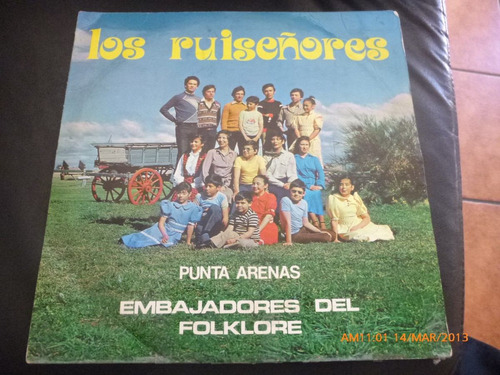 los ruiseñores
PUNTA ARENAS
EMBAJADORES DEL
FOLKLORE
AM11:01 14/MAR/2013